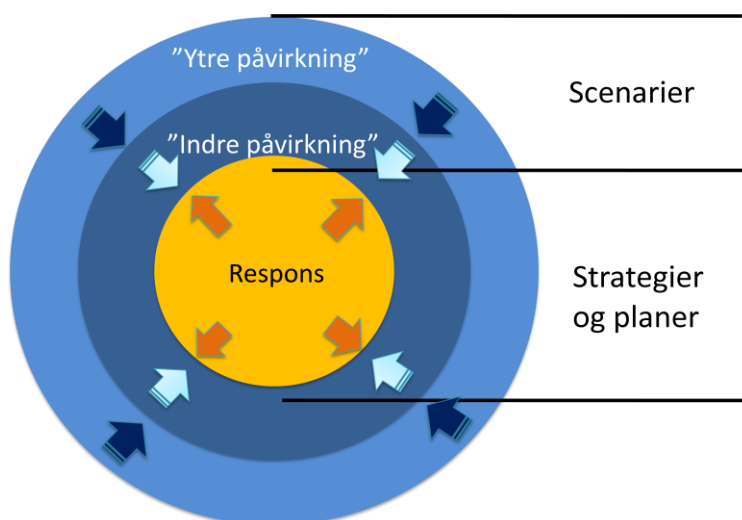 ”Ytre påvirkning”
Scenarier
”Indre påvirkning”
Respons
Strategier
og planer